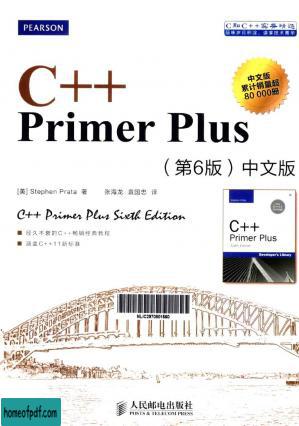 PEARSON
C和C++实务精选
中文版
累计销量超
80 000册
C++
Primer Plus
(第6版)中文版
[美] Stephen Prata 著
张海龙 袁国忠 译
C++ Primer Plus Sixth Edition
经久不衰的C++畅销经典教程
涵盖C++11新标准
C++
Primer Plus
Developer's Library
人民邮电出版社
POSTS & TELECOM PRESS
homeofpdf.com
homeofpdf.com